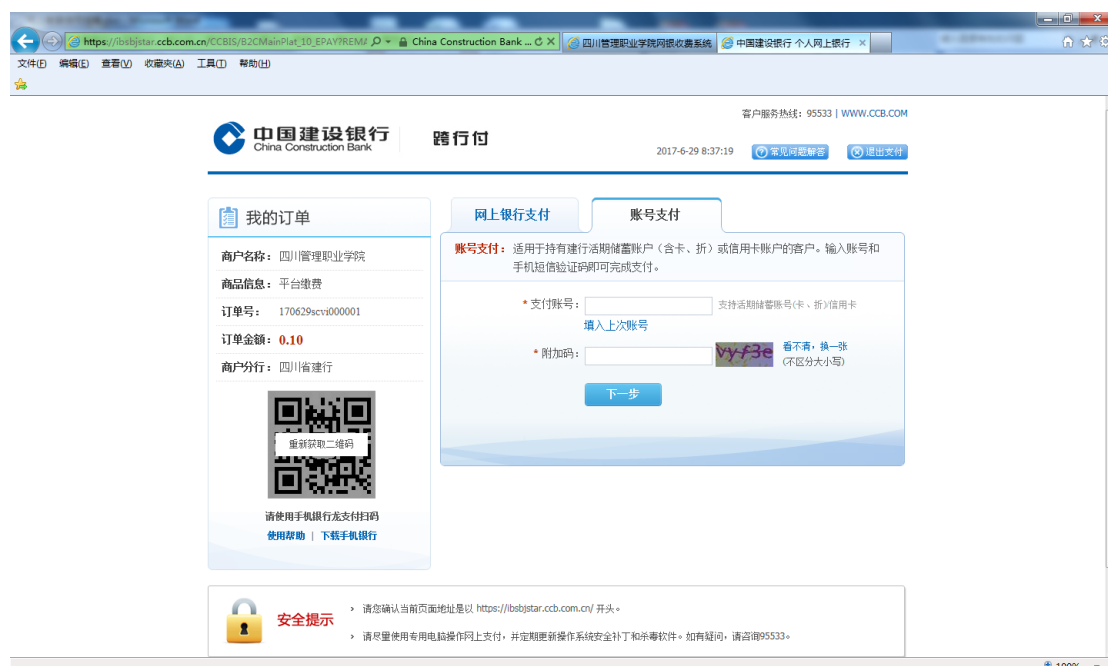 https://ibsbjstar.ccb.com.cn/CCBIS/B2CMainPlat_10_EPAY?REM
China Construction Bank ...
四川管理职业学院网银收费系统
中国建设银行 个人网上银行
文件(F) 编辑(E) 查看(V) 收藏夹(A) 工具(T) 帮助(H)
客户服务热线：95533 | WWW.CCB.COM
中国建设银行
China Construction Bank
跨行付
2017-6-29 8:37:19
常见问题解答
退出支付
我的订单
商户名称： 四川管理职业学院
商品信息： 平台缴费
订单号： 170629scvi000001
订单金额： 0.10
商户分行： 四川省建行
重新获取二维码
请使用手机银行龙支付扫码
使用帮助 | 下载手机银行
网上银行支付
账号支付
账号支付： 适用于持有建行活期储蓄账户（含卡、折）或信用卡账户的客户。输入账号和
手机短信验证码即可完成支付。
* 支付账号： 支持活期储蓄账号(卡、折)/信用卡
填入上次账号
* 附加码： vyf3e 看不清，换一张
(不区分大小写)
下一步
安全提示
› 请您确认当前页面地址是以 https://ibsbjstar.ccb.com.cn/ 开头。
› 请尽量使用专用电脑操作网上支付，并定期更新操作系统安全补丁和杀毒软件。如有疑问，请咨询95533。
100%